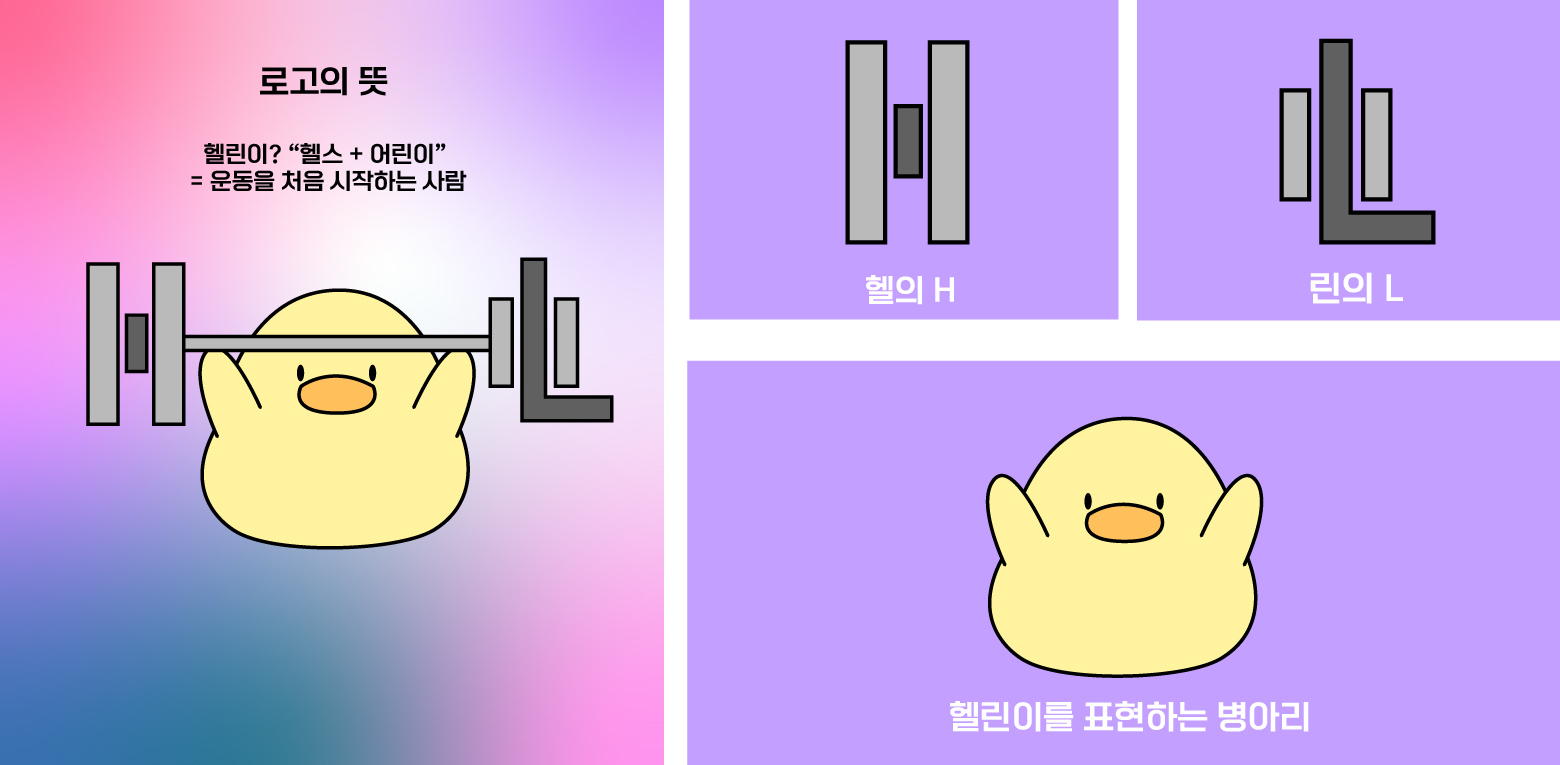 로고의 뜻
헬린이? “헬스 + 어린이”
= 운동을 처음 시작하는 사람
헬의 H
린의 L
헬린이를 표현하는 병아리